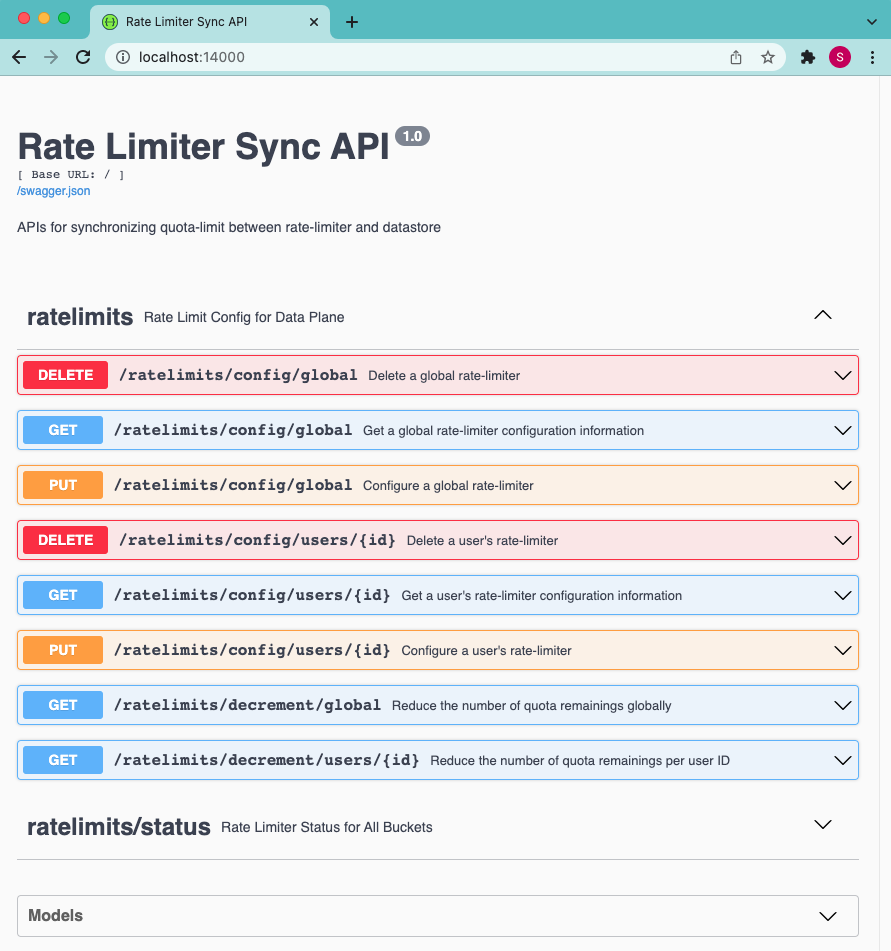 Rate Limiter Sync API
localhost:14000
S
Rate Limiter Sync API 1.0
[ Base URL: / ]
/swagger.json
APIs for synchronizing quota-limit between rate-limiter and datastore
ratelimits Rate Limit Config for Data Plane
DELETE /ratelimits/config/global Delete a global rate-limiter
GET /ratelimits/config/global Get a global rate-limiter configuration information
PUT /ratelimits/config/global Configure a global rate-limiter
DELETE /ratelimits/config/users/{id} Delete a user's rate-limiter
GET /ratelimits/config/users/{id} Get a user's rate-limiter configuration information
PUT /ratelimits/config/users/{id} Configure a user's rate-limiter
GET /ratelimits/decrement/global Reduce the number of quota remainings globally
GET /ratelimits/decrement/users/{id} Reduce the number of quota remainings per user ID
ratelimits/status Rate Limiter Status for All Buckets
Models